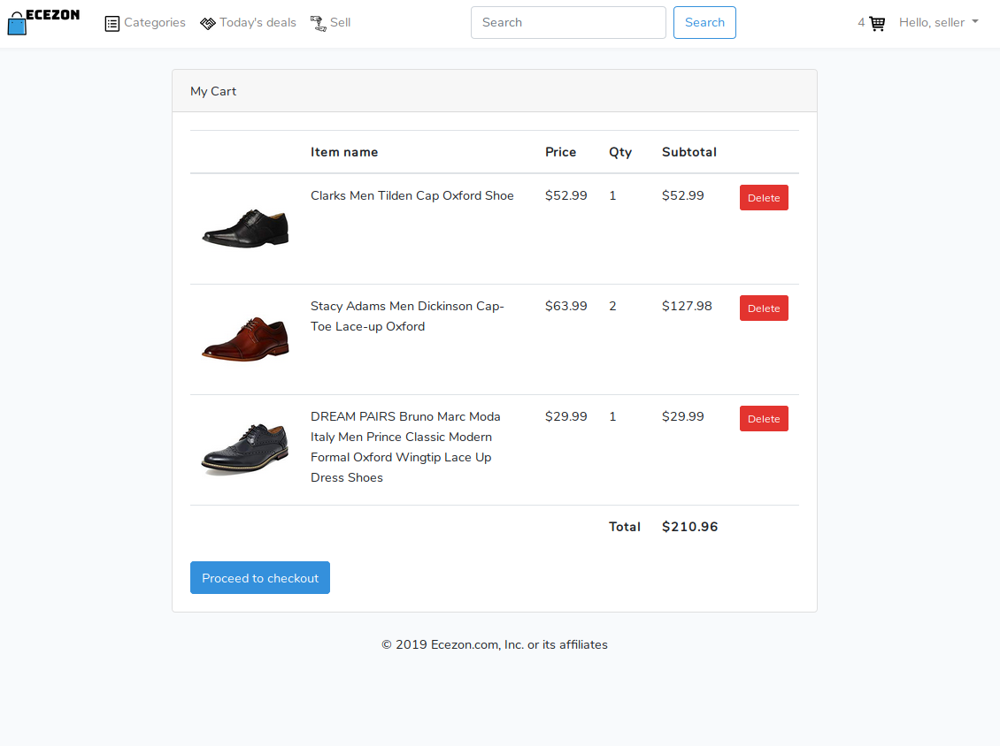 ECEZON
Categories
Today's deals
Sell
Search
Search
4
Hello, seller
My Cart
Item name Price Qty Subtotal
Clarks Men Tilden Cap Oxford Shoe $52.99 1 $52.99 Delete
Stacy Adams Men Dickinson Cap- $63.99 2 $127.98 Delete
Toe Lace-up Oxford
DREAM PAIRS Bruno Marc Moda $29.99 1 $29.99 Delete
Italy Men Prince Classic Modern
Formal Oxford Wingtip Lace Up
Dress Shoes
Total $210.96
Proceed to checkout
© 2019 Ecezon.com, Inc. or its affiliates